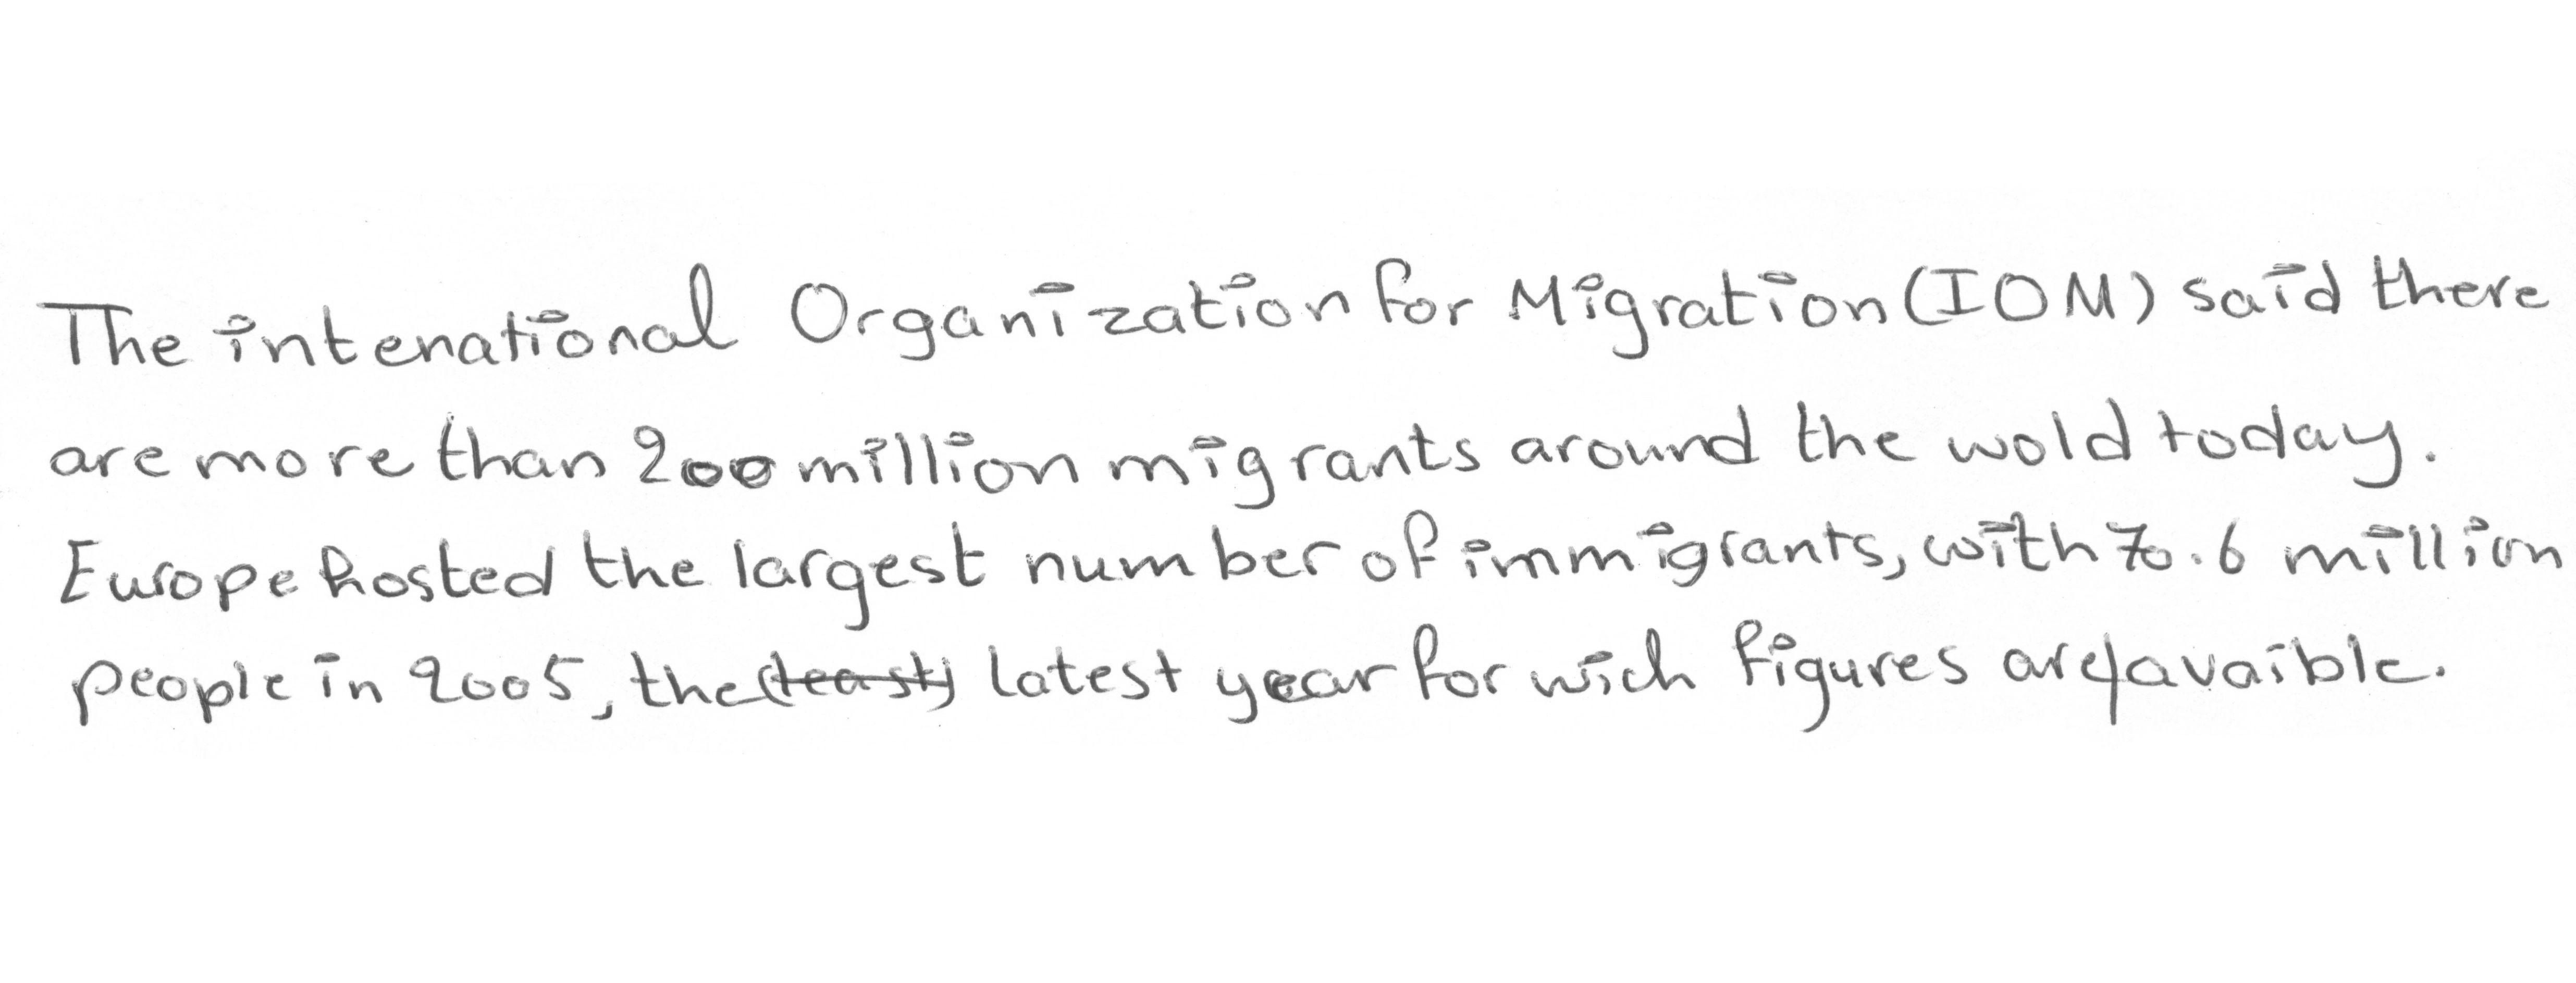 The intenational Organization for Migration (IOM) said there
are more than 200 million migrants around the wold today.
Europe hosted the largest number of immigrants, with 70.6 million
people in 2005, the (least) latest year for wich figures are/avaible.